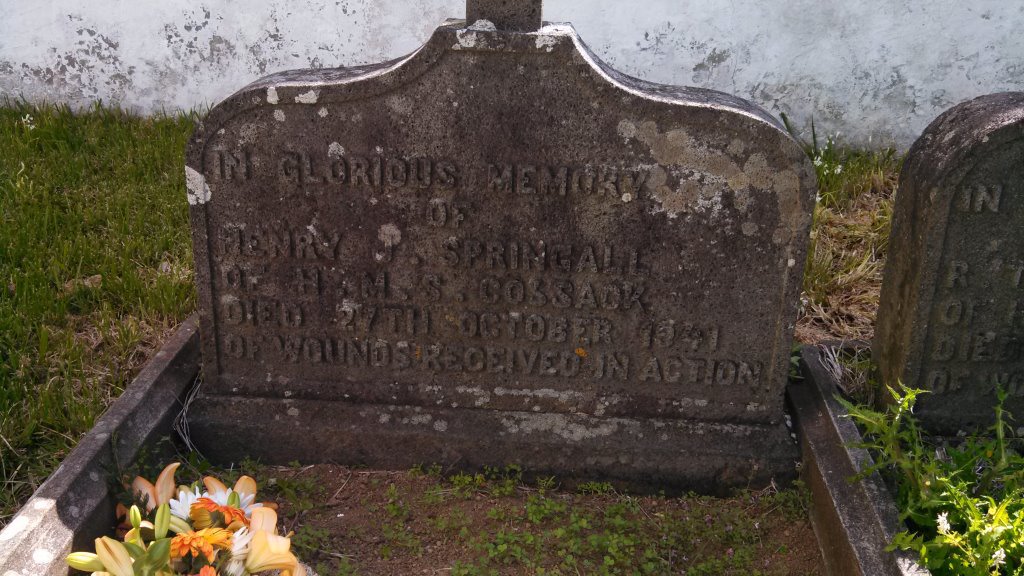 IN GLORIOUS MEMORY
OF
HENRY J. SPRINGALL
OF H.M.S. COSSACK
DIED 27TH OCTOBER 1941
OF WOUNDS RECEIVED IN ACTION
IN
R
OF
DIED
OF